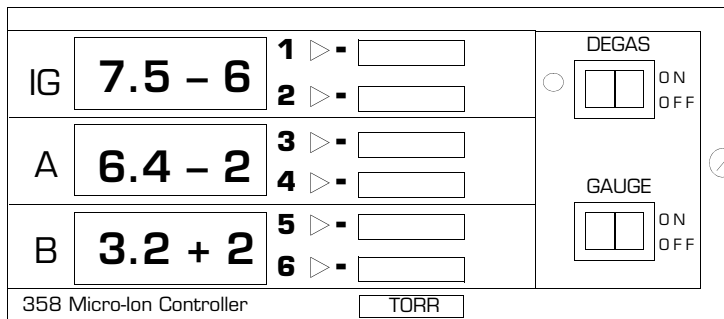 IG
7.5 – 6
1
2
A
6.4 – 2
3
4
B
3.2 + 2
5
6
DEGAS
ON
OFF
GAUGE
ON
OFF
358 Micro-Ion Controller
TORR